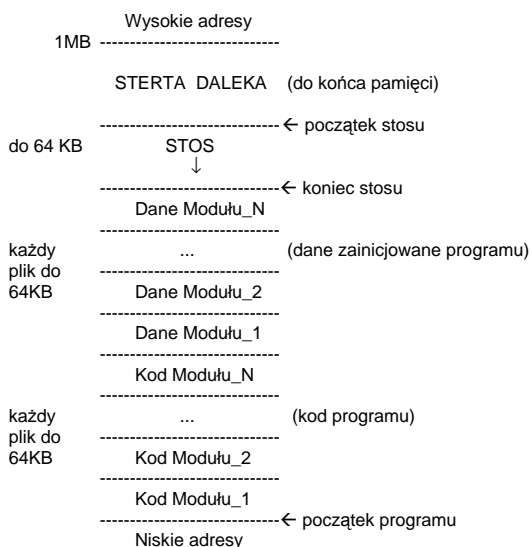 Wysokie adresy
1MB ------------------------------
STERTA DALEKA (do końca pamięci)
------------------------------ ← początek stosu
do 64 KB STOS
↓
------------------------------ ← koniec stosu
Dane Modułu_N
------------------------------
każdy ... (dane zainicjowane programu)
plik do ------------------------------
64KB Dane Modułu_2
------------------------------
Dane Modułu_1
------------------------------
Kod Modułu_N
------------------------------
każdy ... (kod programu)
plik do ------------------------------
64KB Kod Modułu_2
------------------------------
Kod Modułu_1
------------------------------ ← początek programu
Niskie adresy